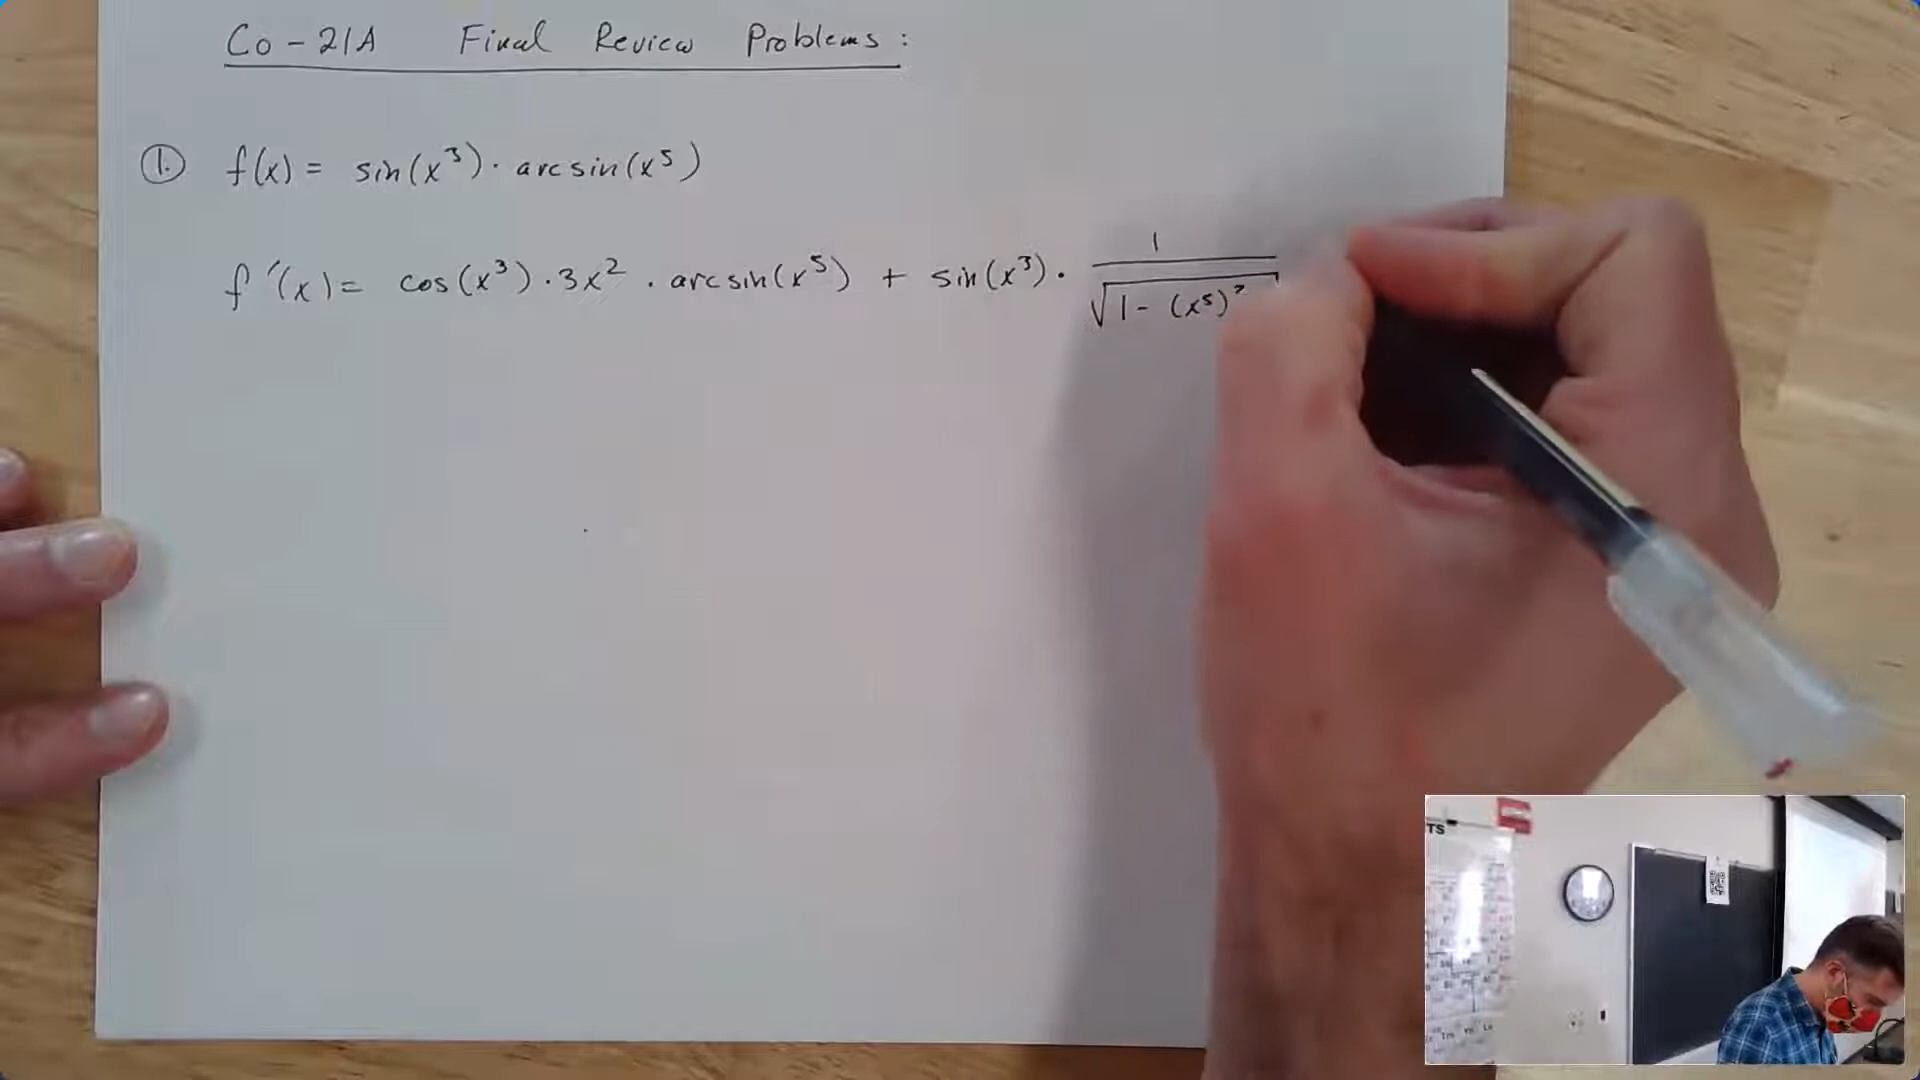 Co-21A Final Review Problems:
①. f(x) = sin(x³)·arcsin(x⁵)
f′(x) = cos(x³)·3x²·arcsin(x⁵) + sin(x³)· 1/√(1-(x⁵)²)
TS